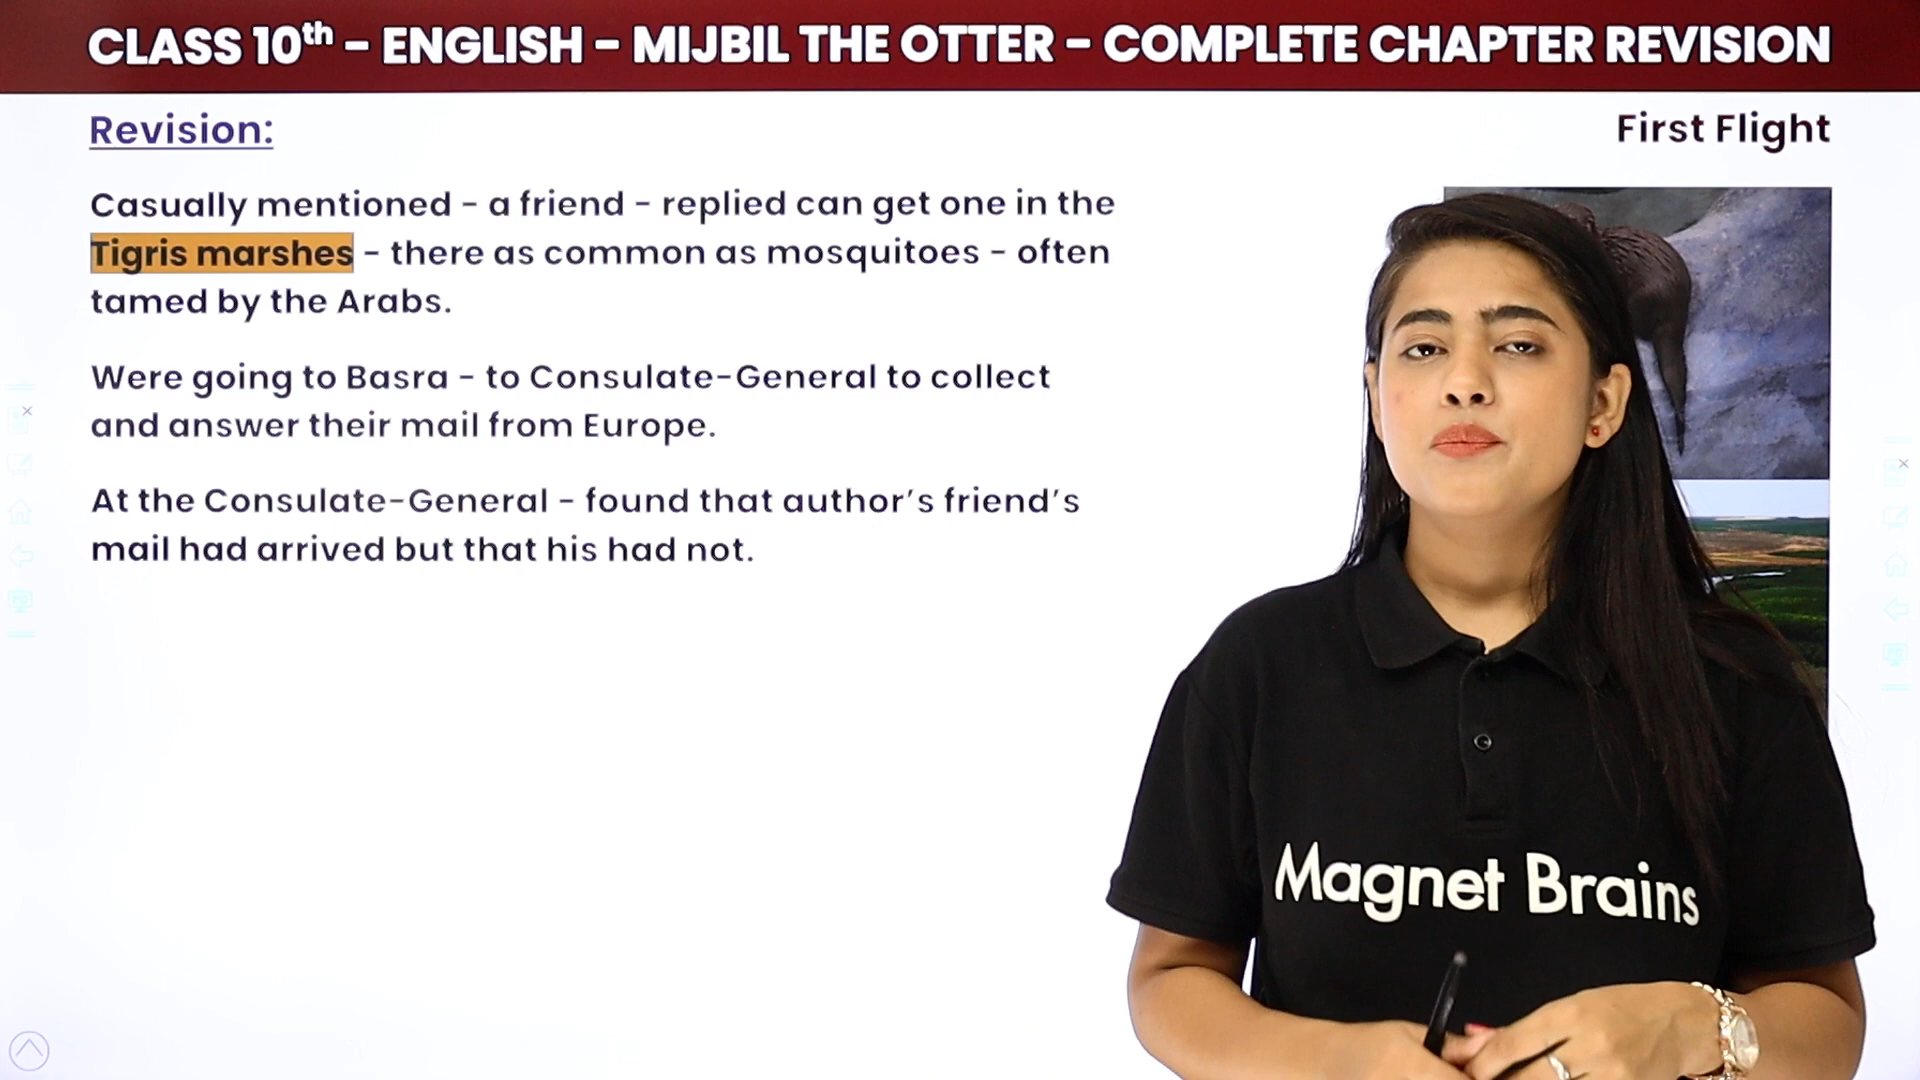 CLASS 10th – ENGLISH – MIJBIL THE OTTER – COMPLETE CHAPTER REVISION
Revision:
First Flight
Casually mentioned – a friend – replied can get one in the
Tigris marshes – there as common as mosquitoes – often
tamed by the Arabs.
Were going to Basra – to Consulate-General to collect
and answer their mail from Europe.
At the Consulate-General – found that author's friend's
mail had arrived but that his had not.
Magnet Brains